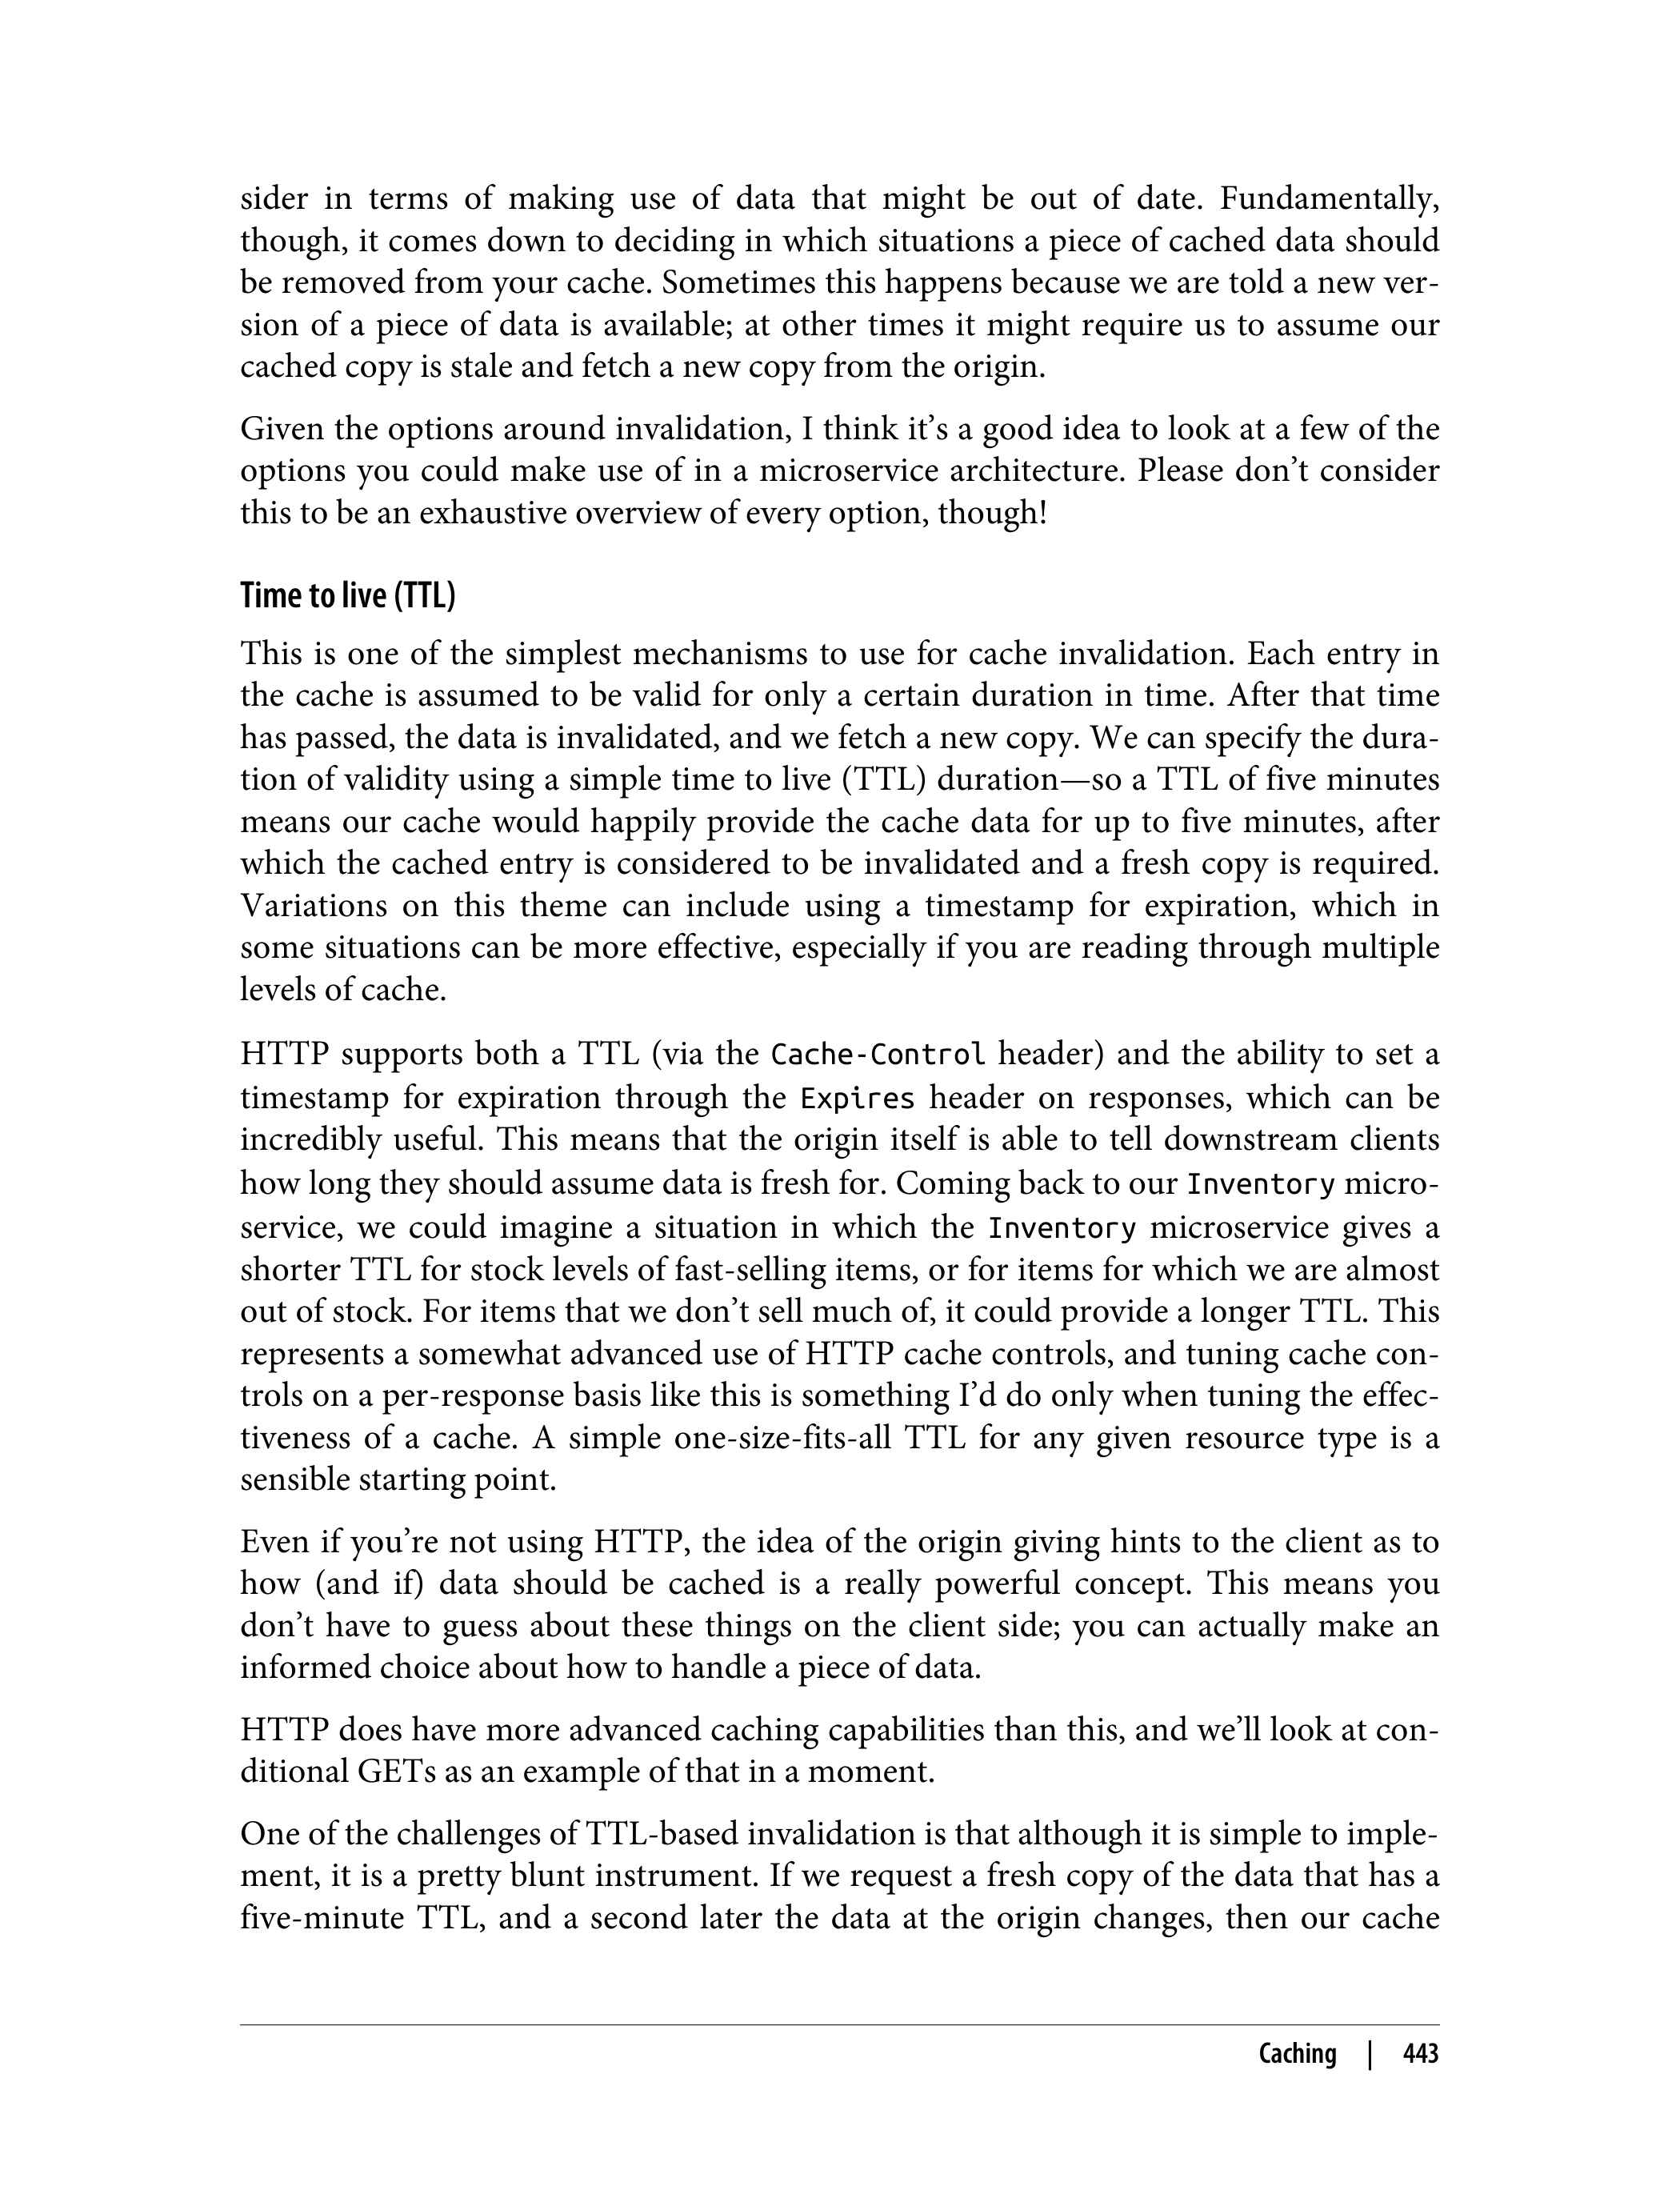 sider in terms of making use of data that might be out of date. Fundamentally,
though, it comes down to deciding in which situations a piece of cached data should
be removed from your cache. Sometimes this happens because we are told a new ver-
sion of a piece of data is available; at other times it might require us to assume our
cached copy is stale and fetch a new copy from the origin.
Given the options around invalidation, I think it’s a good idea to look at a few of the
options you could make use of in a microservice architecture. Please don’t consider
this to be an exhaustive overview of every option, though!
Time to live (TTL)
This is one of the simplest mechanisms to use for cache invalidation. Each entry in
the cache is assumed to be valid for only a certain duration in time. After that time
has passed, the data is invalidated, and we fetch a new copy. We can specify the dura-
tion of validity using a simple time to live (TTL) duration—so a TTL of five minutes
means our cache would happily provide the cache data for up to five minutes, after
which the cached entry is considered to be invalidated and a fresh copy is required.
Variations on this theme can include using a timestamp for expiration, which in
some situations can be more effective, especially if you are reading through multiple
levels of cache.
HTTP supports both a TTL (via the Cache-Control header) and the ability to set a
timestamp for expiration through the Expires header on responses, which can be
incredibly useful. This means that the origin itself is able to tell downstream clients
how long they should assume data is fresh for. Coming back to our Inventory micro-
service, we could imagine a situation in which the Inventory microservice gives a
shorter TTL for stock levels of fast-selling items, or for items for which we are almost
out of stock. For items that we don’t sell much of, it could provide a longer TTL. This
represents a somewhat advanced use of HTTP cache controls, and tuning cache con-
trols on a per-response basis like this is something I’d do only when tuning the effec-
tiveness of a cache. A simple one-size-fits-all TTL for any given resource type is a
sensible starting point.
Even if you’re not using HTTP, the idea of the origin giving hints to the client as to
how (and if) data should be cached is a really powerful concept. This means you
don’t have to guess about these things on the client side; you can actually make an
informed choice about how to handle a piece of data.
HTTP does have more advanced caching capabilities than this, and we’ll look at con-
ditional GETs as an example of that in a moment.
One of the challenges of TTL-based invalidation is that although it is simple to imple-
ment, it is a pretty blunt instrument. If we request a fresh copy of the data that has a
five-minute TTL, and a second later the data at the origin changes, then our cache
Caching | 443